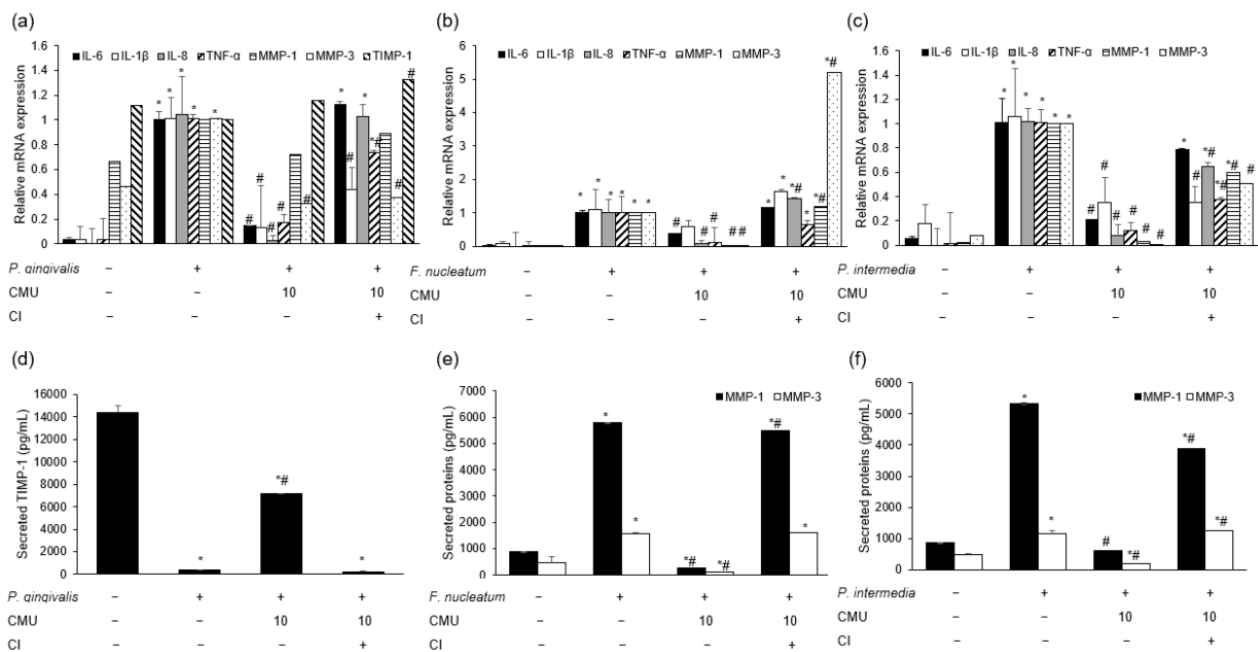 (a)
IL-6 IL-1β IL-8 TNF-α MMP-1 MMP-3 TIMP-1
Relative mRNA expression
1.6
1.4
1.2
1
0.8
0.6
0.4
0.2
0
* * * * *
# # # # #
* # * *# # #
P. gingivalis − + + +
CMU − − 10 10
CI − − − +
(b)
IL-6 IL-1β IL-8 TNF-α MMP-1 MMP-3
Relative mRNA expression
6
5
4
3
2
1
0
* * * * * *
# # # ##
* * *# * *# *#
F. nucleatum − + + +
CMU − − 10 10
CI − − − +
(c)
IL-6 IL-1β IL-8 TNF-α MMP-1 MMP-3
Relative mRNA expression
1.6
1.4
1.2
1
0.8
0.6
0.4
0.2
0
* * * * * *
# # # # # #
* # *# *# *# #
P. intermedia − + + +
CMU − − 10 10
CI − − − +
(d)
Secreted TIMP-1 (pg/mL)
16000
14000
12000
10000
8000
6000
4000
2000
0
* *# *
P. gingivalis − + + +
CMU − − 10 10
CI − − − +
(e)
MMP-1 MMP-3
Secreted proteins (pg/mL)
7000
6000
5000
4000
3000
2000
1000
0
* * *# *# *# *
F. nucleatum − + + +
CMU − − 10 10
CI − − − +
(f)
MMP-1 MMP-3
Secreted proteins (pg/mL)
6000
5000
4000
3000
2000
1000
0
* * # *# *# *#
P. intermedia − + + +
CMU − − 10 10
CI − − − +